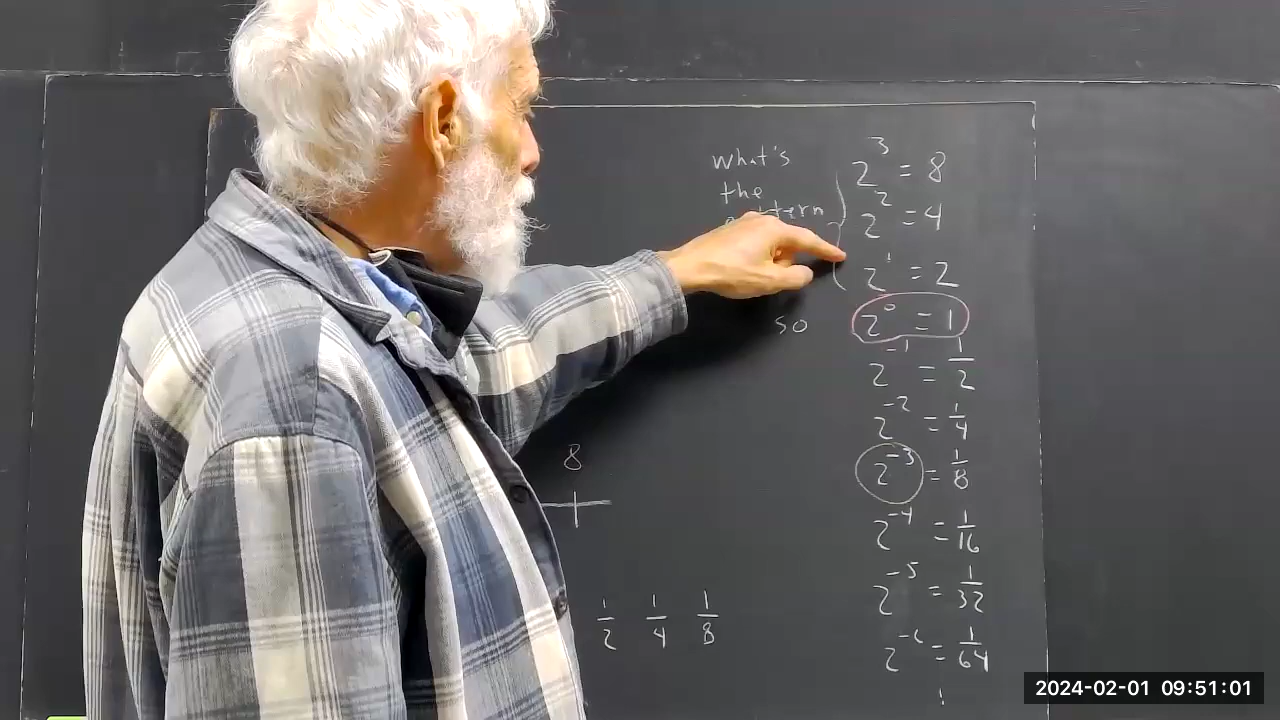 what's
the
2³ = 8
2² = 4
2¹ = 2
so
2⁰ = 1
2⁻¹ = 1/2
2⁻² = 1/4
2⁻³ = 1/8
2⁻⁴ = 1/16
2⁻⁵ = 1/32
2⁻⁶ = 1/64
8
1/2 1/4 1/8
2024-02-01 09:51:01